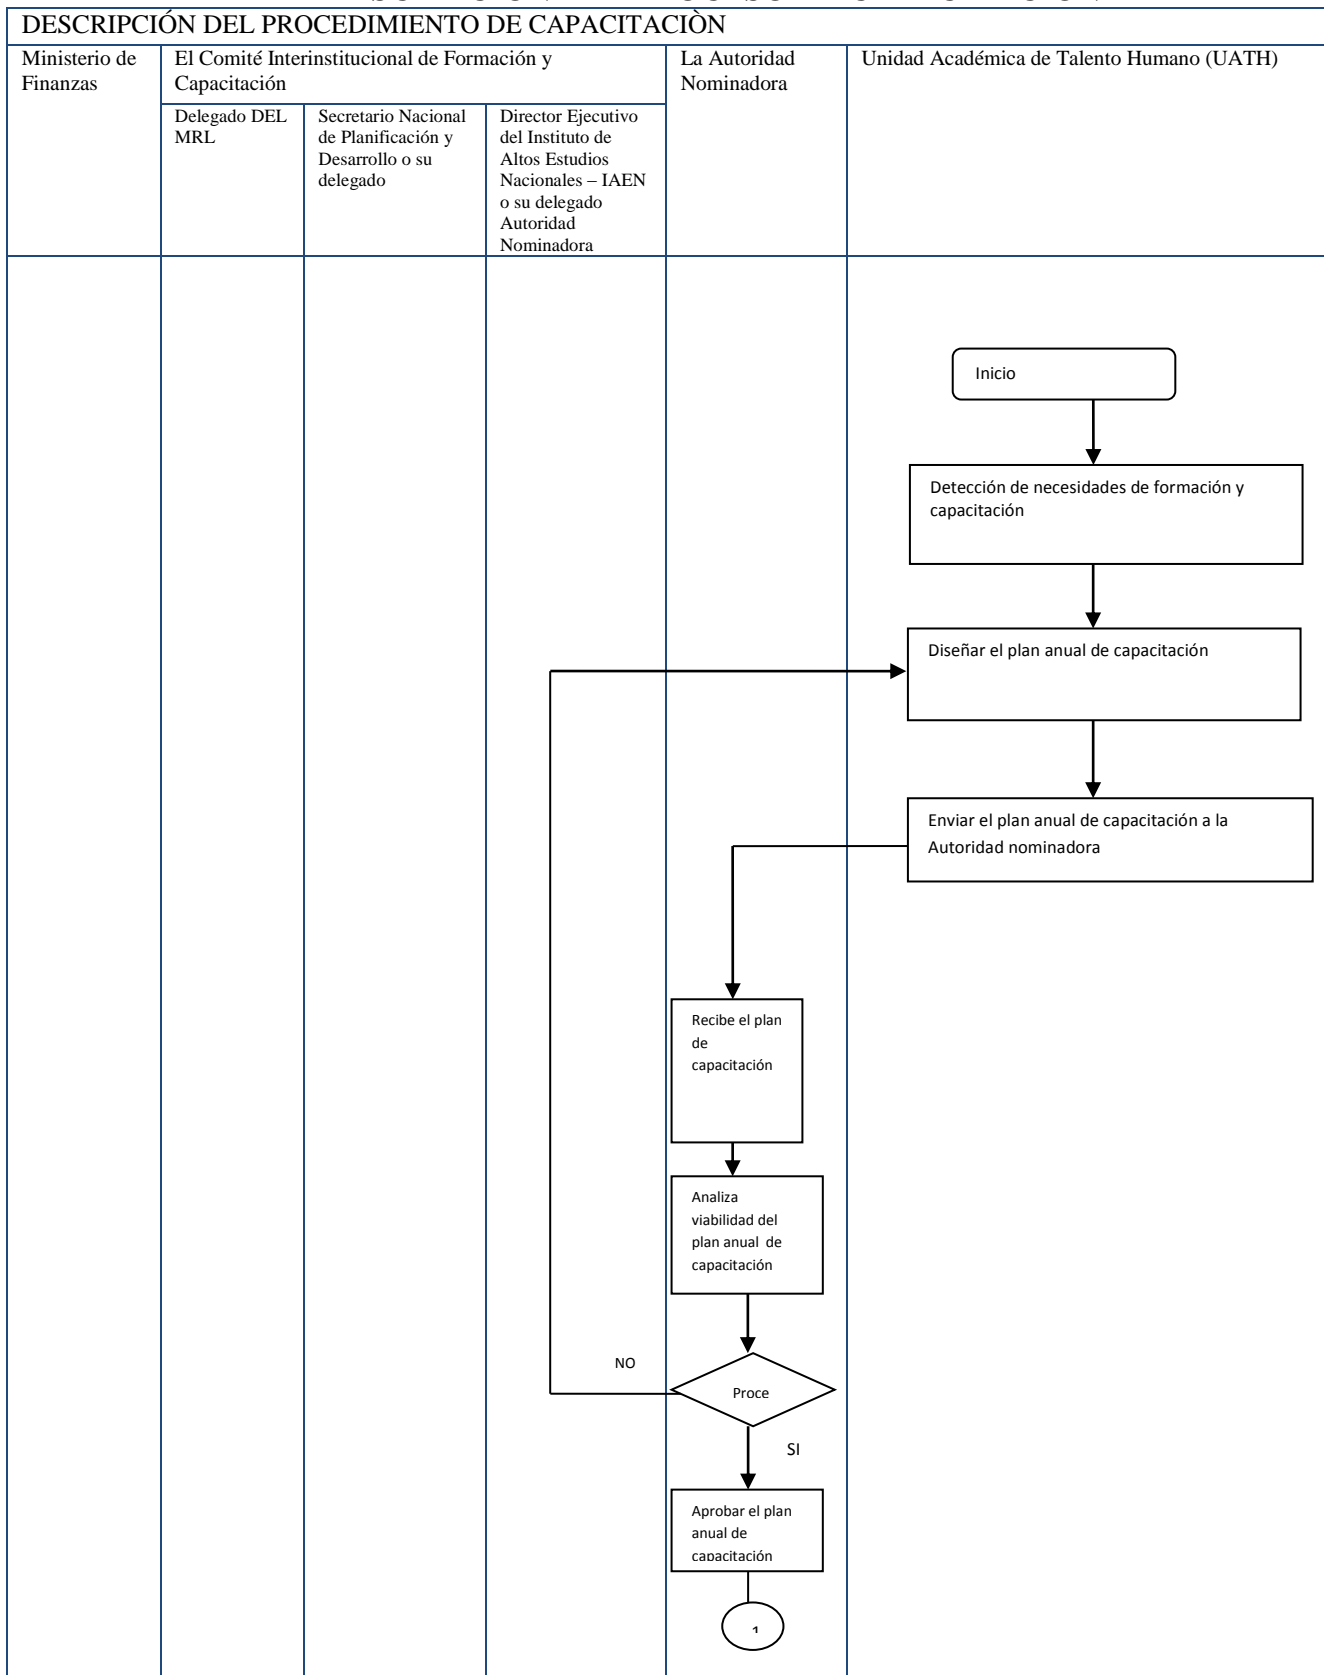 DESCRIPCIÓN DEL PROCEDIMIENTO DE CAPACITACIÒN
Ministerio de
Finanzas
El Comité Interinstitucional de Formación y
Capacitación
La Autoridad
Nominadora
Unidad Académica de Talento Humano (UATH)
Delegado DEL
MRL
Secretario Nacional
de Planificación y
Desarrollo o su
delegado
Director Ejecutivo
del Instituto de
Altos Estudios
Nacionales – IAEN
o su delegado
Autoridad
Nominadora
Inicio
Detección de necesidades de formación y
capacitación
Diseñar el plan anual de capacitación
Enviar el plan anual de capacitación a la
Autoridad nominadora
Recibe el plan
de
capacitación
Analiza
viabilidad del
plan anual de
capacitación
NO
Proce
SI
Aprobar el plan
anual de
capacitación
1